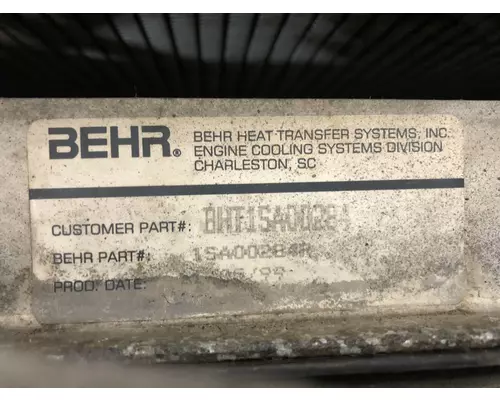 BEHR®
BEHR HEAT TRANSFER SYSTEMS, INC.
ENGINE COOLING SYSTEMS DIVISION
CHARLESTON, SC
CUSTOMER PART#:
BEHR PART#:
PROD. DATE: